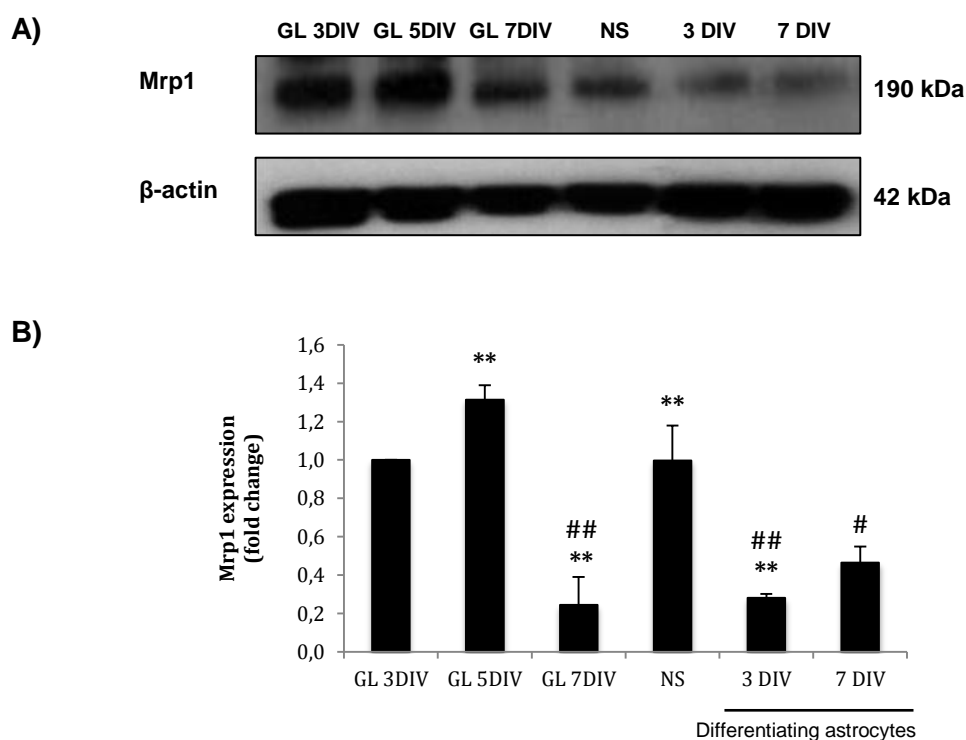 A)
GL 3DIV GL 5DIV GL 7DIV NS 3 DIV 7 DIV
Mrp1 190 kDa
β-actin 42 kDa
B)
Mrp1 expression
(fold change)
1,6
1,4
1,2
1,0
0,8
0,6
0,4
0,2
0,0
**
##
**
**
##
**
#
GL 3DIV GL 5DIV GL 7DIV NS 3 DIV 7 DIV
Differentiating astrocytes